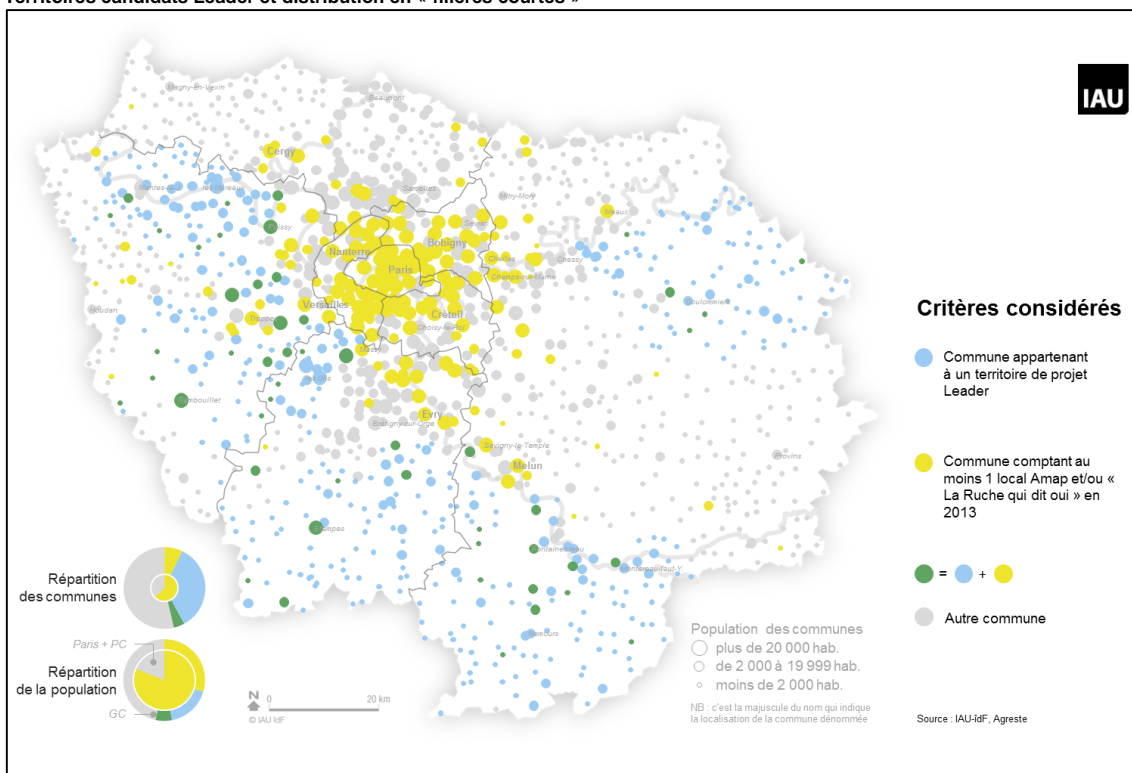 Territoires candidats Leader et distribution en « filières courtes »
IAU
Magny-en-Vexin
Beaumont
Cergy
Mantes-la-J.
les Mureaux
Sarcelles
Mitry-Mory
Meaux
Poissy
Sevran
Nanterre
Bobigny
Paris
Chelles
Chessy
Champs-sur-Marne
Coulommiers
Houdan
Versailles
Trappes
Créteil
Choisy-le-Roi
Massy
les Ulis
Rambouillet
Evry
Brétigny-sur-Orge
Savigny-le-Temple
Melun
Provins
Etampes
Fontainebleau
Montereau-faut-Y.
Nemours
Critères considérés
Commune appartenant
à un territoire de projet
Leader
Commune comptant au
moins 1 local Amap et/ou «
La Ruche qui dit oui » en
2013
= +
Autre commune
Répartition
des communes
Paris + PC
Répartition
de la population
GC
N
0 20 km
© IAU îdF
Population des communes
plus de 20 000 hab.
de 2 000 à 19 999 hab.
moins de 2 000 hab.
NB : c'est la majuscule du nom qui indique
la localisation de la commune dénommée
Source : IAU-îdF, Agreste